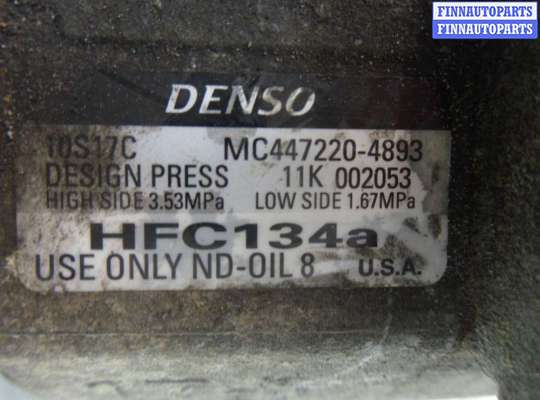 FINNAUTOPARTS
FINNAUTOPARTS
DENSO
10S17C MC447220-4893
DESIGN PRESS 11K 002053
HIGH SIDE 3.53MPa LOW SIDE 1.67MPa
HFC134a
USE ONLY ND-OIL 8 U.S.A.